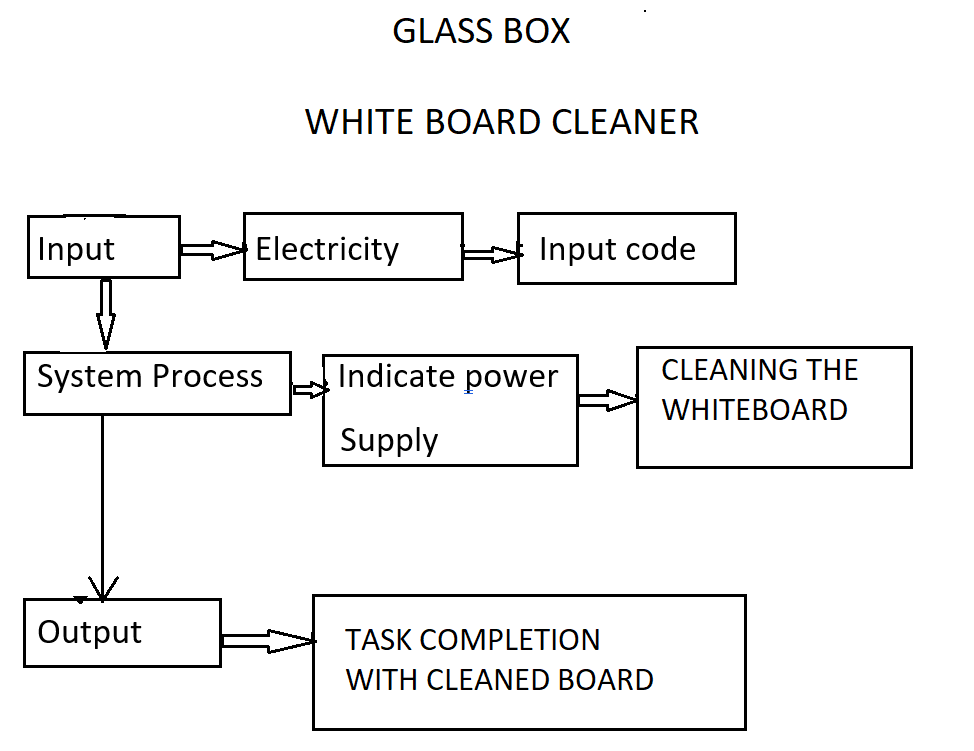 GLASS BOX
WHITE BOARD CLEANER
Input
Electricity
Input code
System Process
Indicate power
Supply
CLEANING THE
WHITEBOARD
Output
TASK COMPLETION
WITH CLEANED BOARD